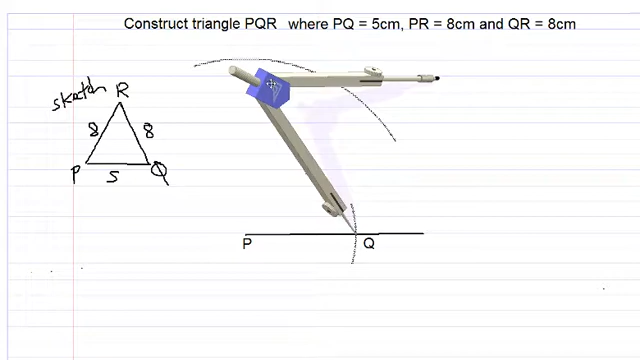 Construct triangle PQR where PQ = 5cm, PR = 8cm and QR = 8cm
sketch R
8 8
P Q
5
P Q